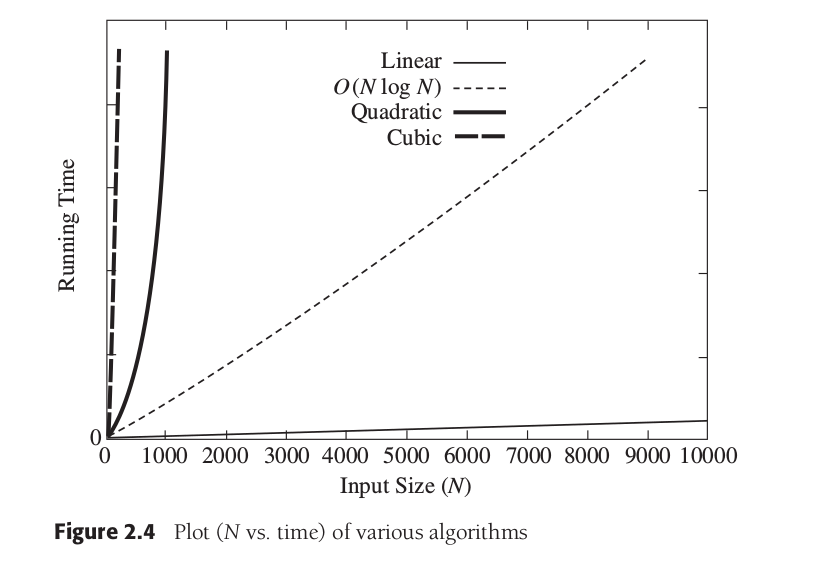 Linear
O(N log N)
Quadratic
Cubic
Running Time
0
0 1000 2000 3000 4000 5000 6000 7000 8000 9000 10000
Input Size (N)
Figure 2.4 Plot (N vs. time) of various algorithms